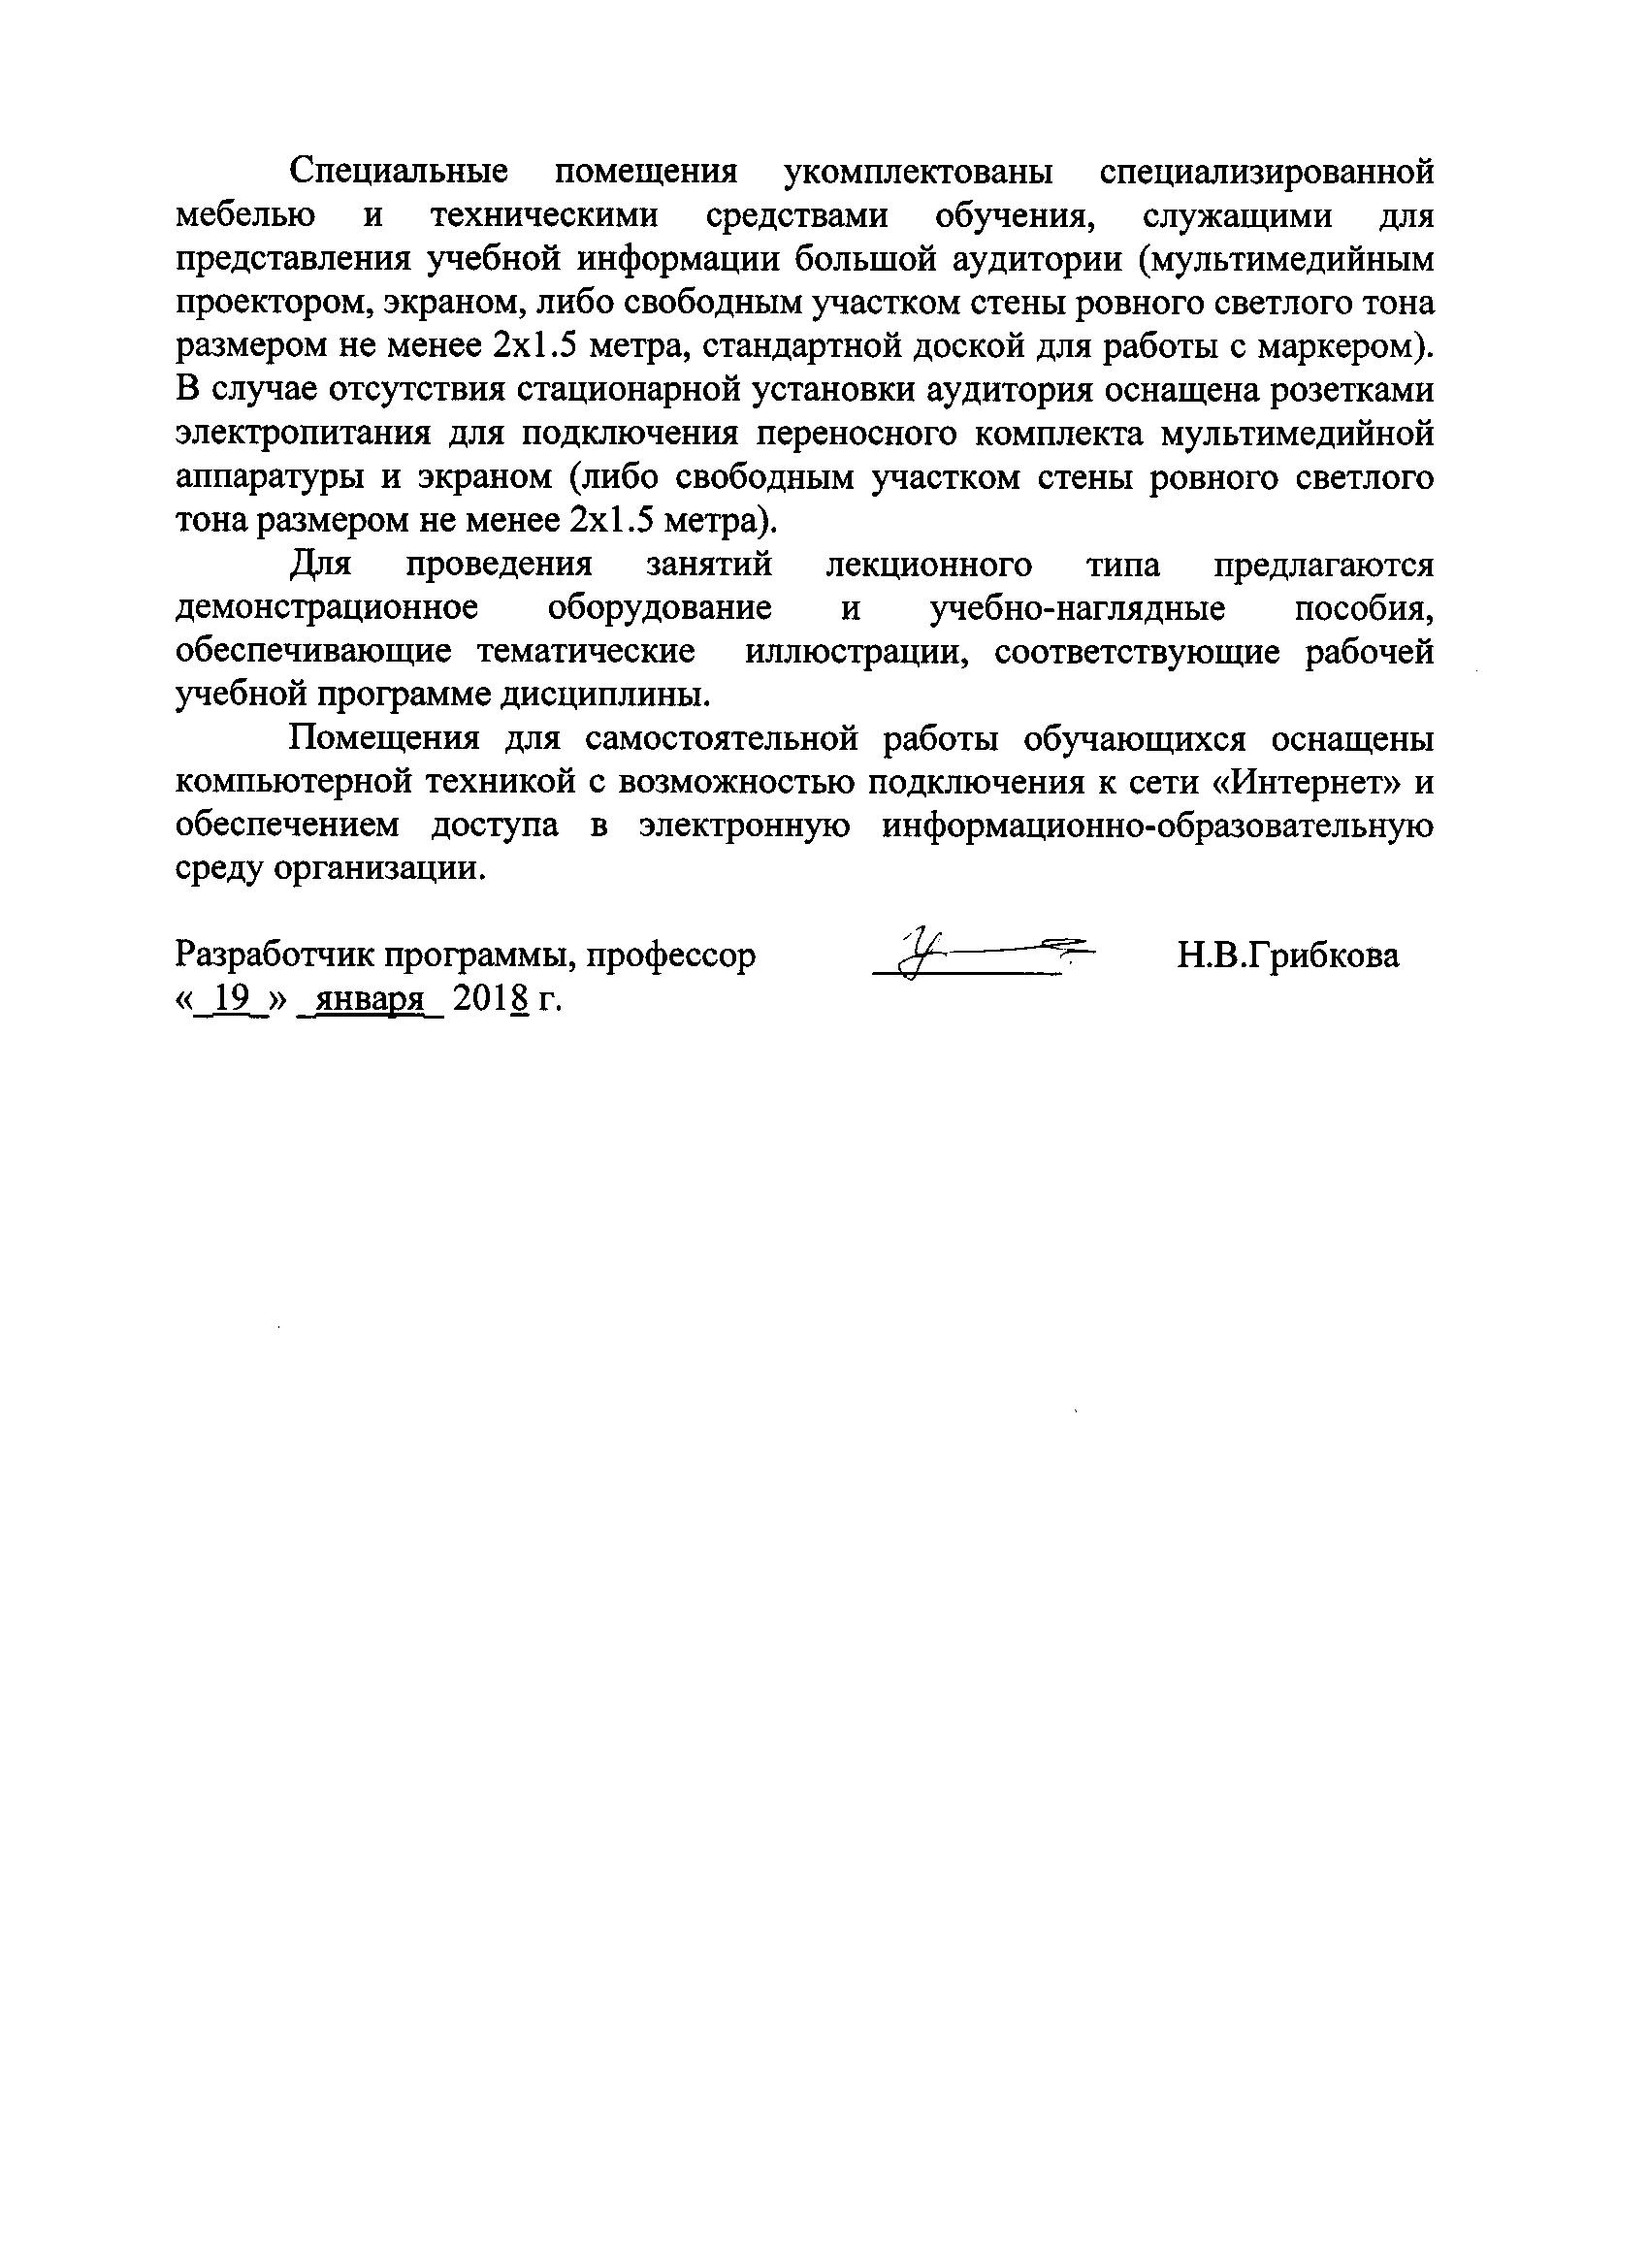 Специальные помещения укомплектованы специализированной
мебелью и техническими средствами обучения, служащими для
представления учебной информации большой аудитории (мультимедийным
проектором, экраном, либо свободным участком стены ровного светлого тона
размером не менее 2х1.5 метра, стандартной доской для работы с маркером).
В случае отсутствия стационарной установки аудитория оснащена розетками
электропитания для подключения переносного комплекта мультимедийной
аппаратуры и экраном (либо свободным участком стены ровного светлого
тона размером не менее 2х1.5 метра).
Для проведения занятий лекционного типа предлагаются
демонстрационное оборудование и учебно-наглядные пособия,
обеспечивающие тематические иллюстрации, соответствующие рабочей
учебной программе дисциплины.
Помещения для самостоятельной работы обучающихся оснащены
компьютерной техникой с возможностью подключения к сети «Интернет» и
обеспечением доступа в электронную информационно-образовательную
среду организации.
Разработчик программы, профессор Н.В.Грибкова
«_19_» _января_ 2018 г.